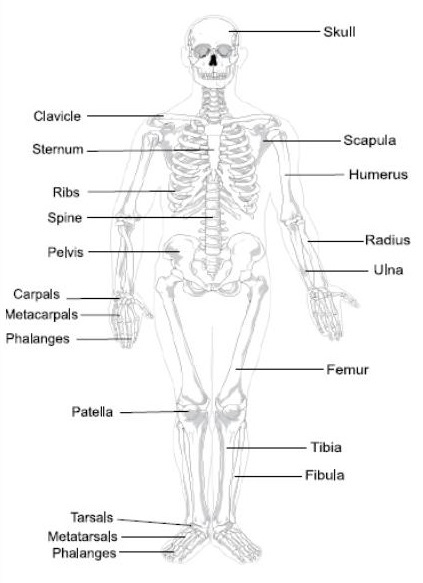 Skull
Clavicle
Scapula
Sternum
Humerus
Ribs
Spine
Radius
Pelvis
Ulna
Carpals
Metacarpals
Phalanges
Femur
Patella
Tibia
Fibula
Tarsals
Metatarsals
Phalanges